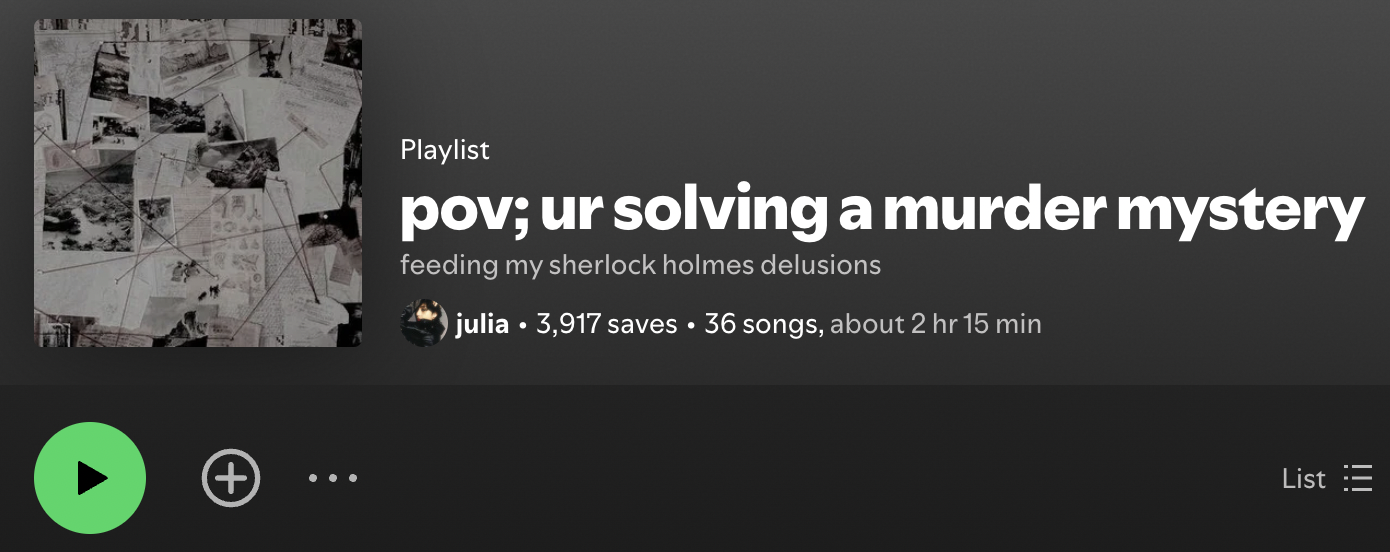 Playlist
pov; ur solving a murder mystery
feeding my sherlock holmes delusions
julia • 3,917 saves • 36 songs, about 2 hr 15 min
List